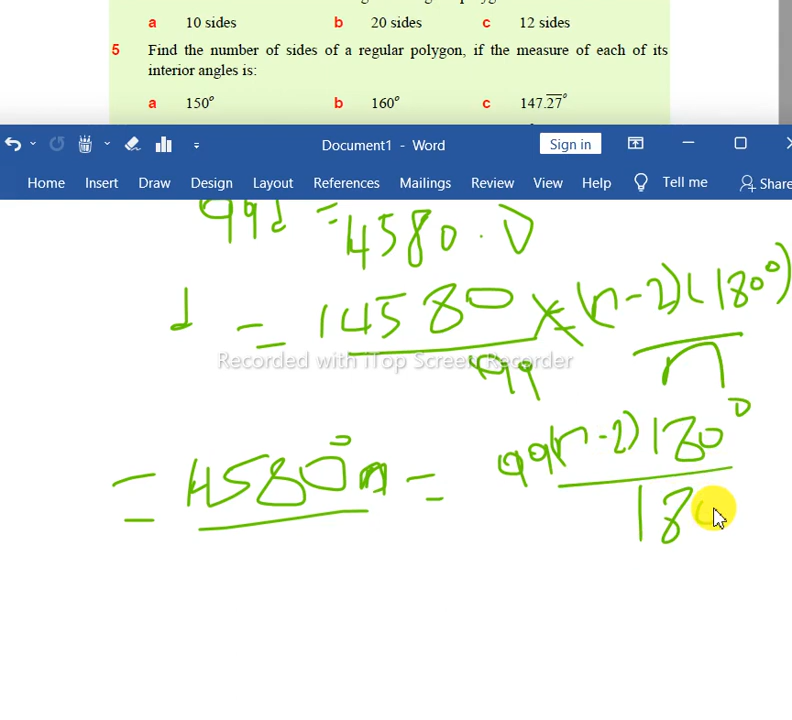 a 10 sides b 20 sides c 12 sides
5 Find the number of sides of a regular polygon, if the measure of each of its
interior angles is:
a 150° b 160° c 147.2̅7̅°
Document1 - Word Sign in
Home Insert Draw Design Layout References Mailings Review View Help Tell me Share
99d = 14580.0
d = 14580 / 99 × (n-2)(180°) / n
Recorded with iTop Screen Recorder
= 14580° n = 99(n-2)180° / 180